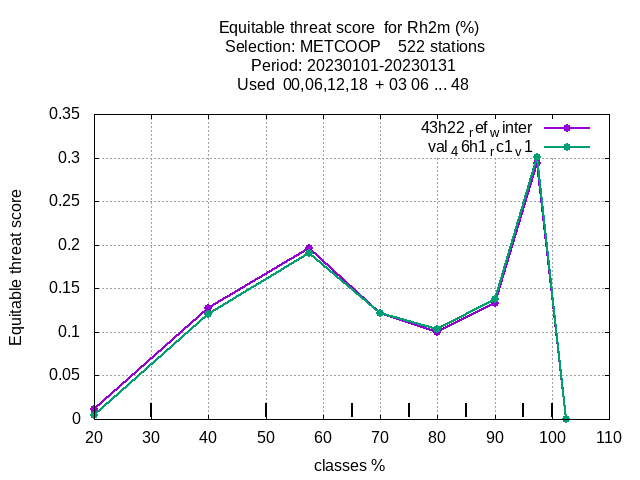 Equitable threat score for Rh2m (%)
Selection: METCOOP 522 stations
Period: 20230101-20230131
Used 00,06,12,18 + 03 06 ... 48
0.35
0.3
0.25
0.2
0.15
0.1
0.05
0
Equitable threat score
43h22 r ef w inter
val 4 6h1 r c1 v 1
20 30 40 50 60 70 80 90 100 110
classes %